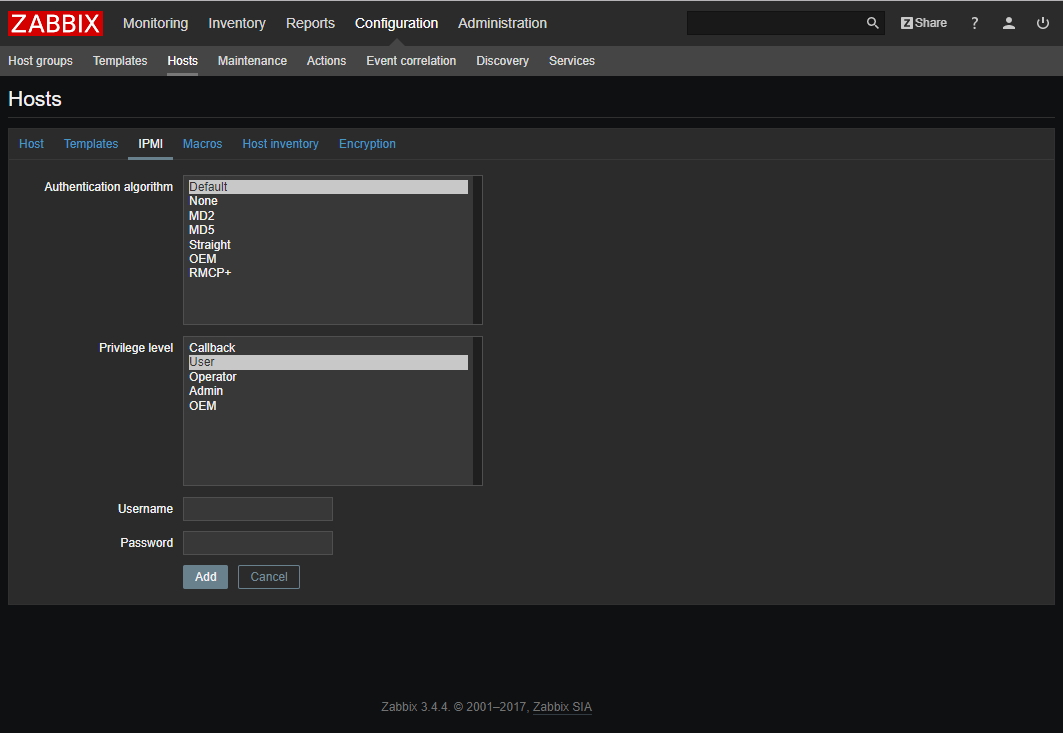 ZABBIX Monitoring Inventory Reports Configuration Administration Z Share ?
Host groups Templates Hosts Maintenance Actions Event correlation Discovery Services
Hosts
Host Templates IPMI Macros Host inventory Encryption
Authentication algorithm Default
None
MD2
MD5
Straight
OEM
RMCP+
Privilege level Callback
User
Operator
Admin
OEM
Username
Password
Add Cancel
Zabbix 3.4.4. © 2001–2017, Zabbix SIA